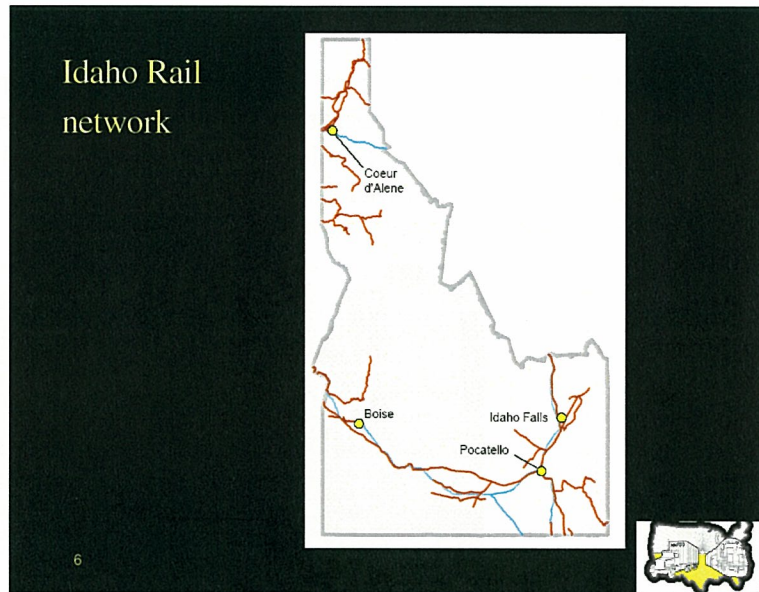 Idaho Rail
network
Coeur
d'Alene
Boise
Idaho Falls
Pocatello
6